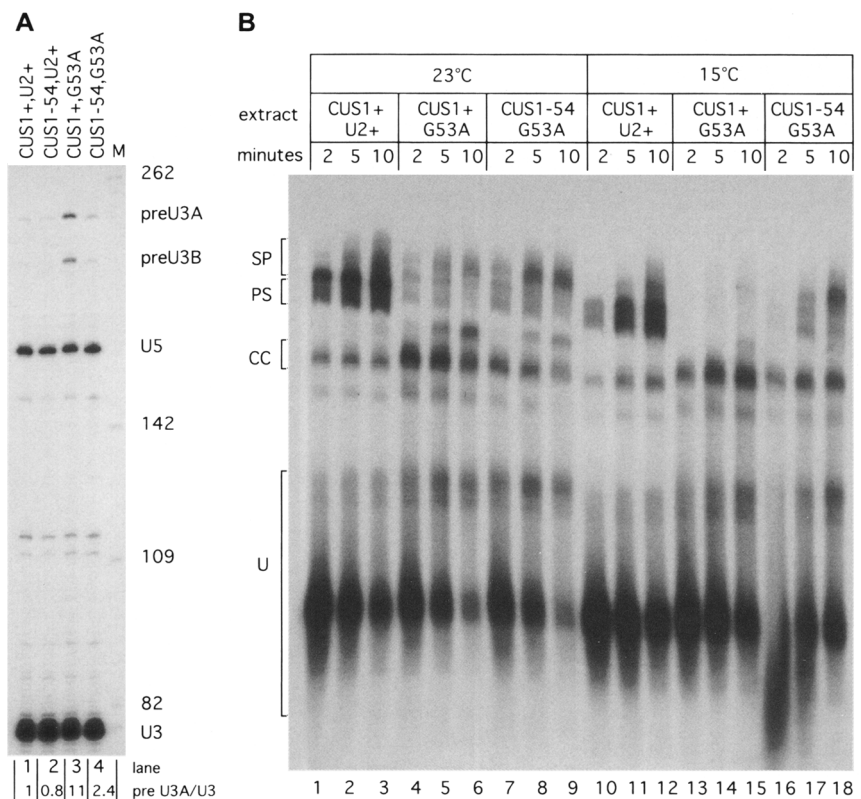 A
CUS1+,U2+
CUS1-54,U2+
CUS1+,G53A
CUS1-54,G53A
M
262
preU3A
preU3B
U5
142
109
82
U3
1 2 3 4 lane
1 0.8 11 2.4 pre U3A/U3
B
23°C 15°C
extract CUS1+ CUS1+ CUS1-54 CUS1+ CUS1+ CUS1-54
U2+ G53A G53A U2+ G53A G53A
minutes 2 5 10 2 5 10 2 5 10 2 5 10 2 5 10 2 5 10
SP
PS
CC
U
1 2 3 4 5 6 7 8 9 10 11 12 13 14 15 16 17 18